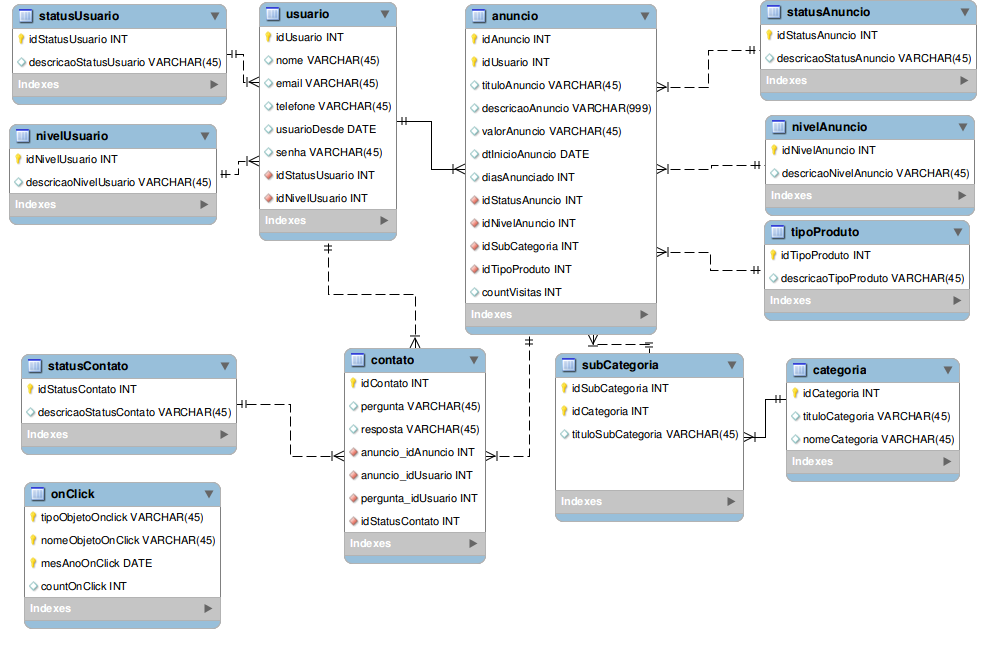 statusUsuario
idStatusUsuario INT
descricaoStatusUsuario VARCHAR(45)
Indexes
nivelUsuario
idNivelUsuario INT
descricaoNivelUsuario VARCHAR(45)
Indexes
usuario
idUsuario INT
nome VARCHAR(45)
email VARCHAR(45)
telefone VARCHAR(45)
usuarioDesde DATE
senha VARCHAR(45)
idStatusUsuario INT
idNivelUsuario INT
Indexes
anuncio
idAnuncio INT
idUsuario INT
tituloAnuncio VARCHAR(45)
descricaoAnuncio VARCHAR(999)
valorAnuncio VARCHAR(45)
dtInicioAnuncio DATE
diasAnunciado INT
idStatusAnuncio INT
idNivelAnuncio INT
idSubCategoria INT
idTipoProduto INT
countVisitas INT
Indexes
statusAnuncio
idStatusAnuncio INT
descricaoStatusAnuncio VARCHAR(45)
Indexes
nivelAnuncio
idNivelAnuncio INT
descricaoNivelAnuncio VARCHAR(45)
Indexes
tipoProduto
idTipoProduto INT
descricaoTipoProduto VARCHAR(45)
Indexes
statusContato
idStatusContato INT
descricaoStatusContato VARCHAR(45)
Indexes
contato
idContato INT
pergunta VARCHAR(45)
resposta VARCHAR(45)
anuncio_idAnuncio INT
anuncio_idUsuario INT
pergunta_idUsuario INT
idStatusContato INT
Indexes
subCategoria
idSubCategoria INT
idCategoria INT
tituloSubCategoria VARCHAR(45)
Indexes
categoria
idCategoria INT
tituloCategoria VARCHAR(45)
nomeCategoria VARCHAR(45)
Indexes
onClick
tipoObjetoOnclick VARCHAR(45)
nomeObjetoOnClick VARCHAR(45)
mesAnoOnClick DATE
countOnClick INT
Indexes